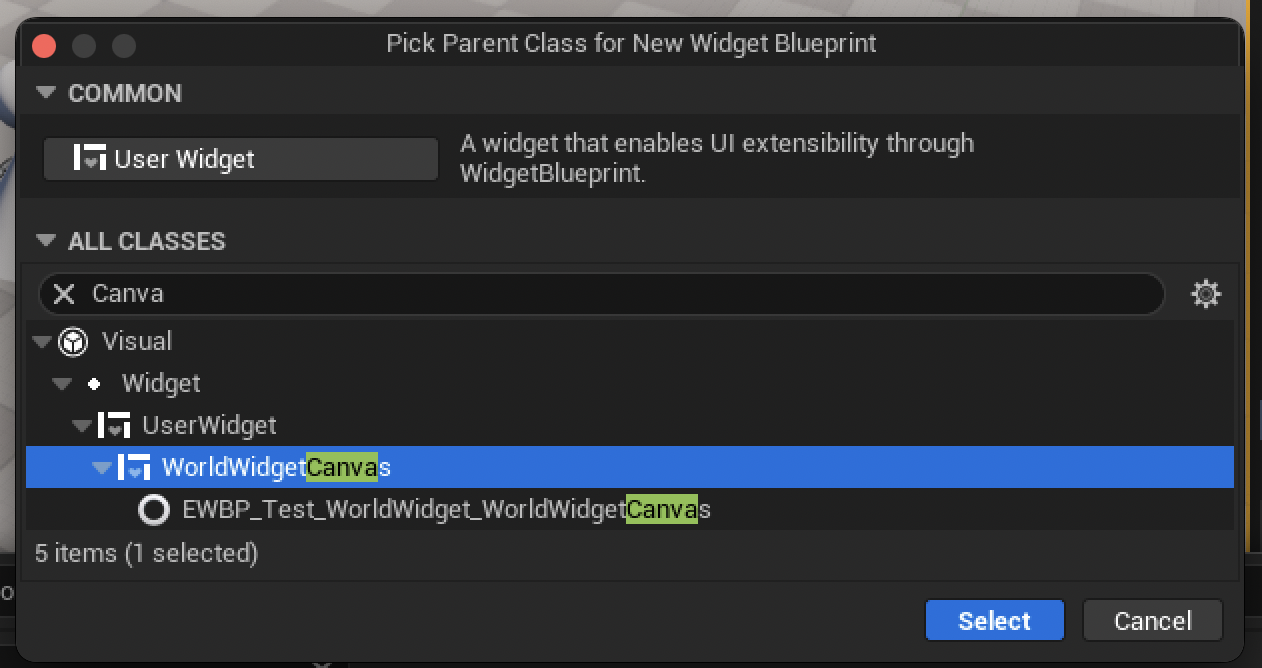 Pick Parent Class for New Widget Blueprint
COMMON
User Widget
A widget that enables UI extensibility through
WidgetBlueprint.
ALL CLASSES
Canva
Visual
Widget
UserWidget
WorldWidgetCanvas
EWBP_Test_WorldWidget_WorldWidgetCanvas
5 items (1 selected)
Select
Cancel